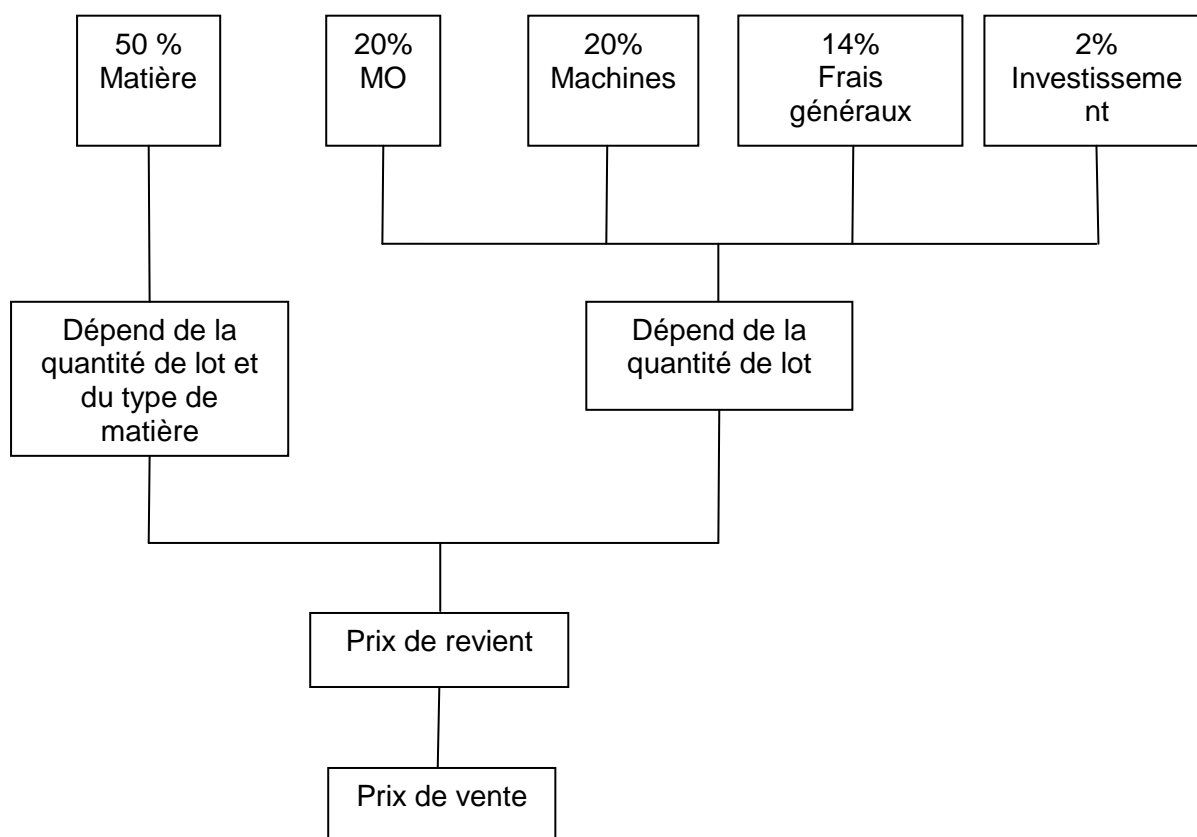 50 %
Matière
20%
MO
20%
Machines
14%
Frais
généraux
2%
Investisseme
nt
Dépend de la
quantité de lot et
du type de
matière
Dépend de la
quantité de lot
Prix de revient
Prix de vente